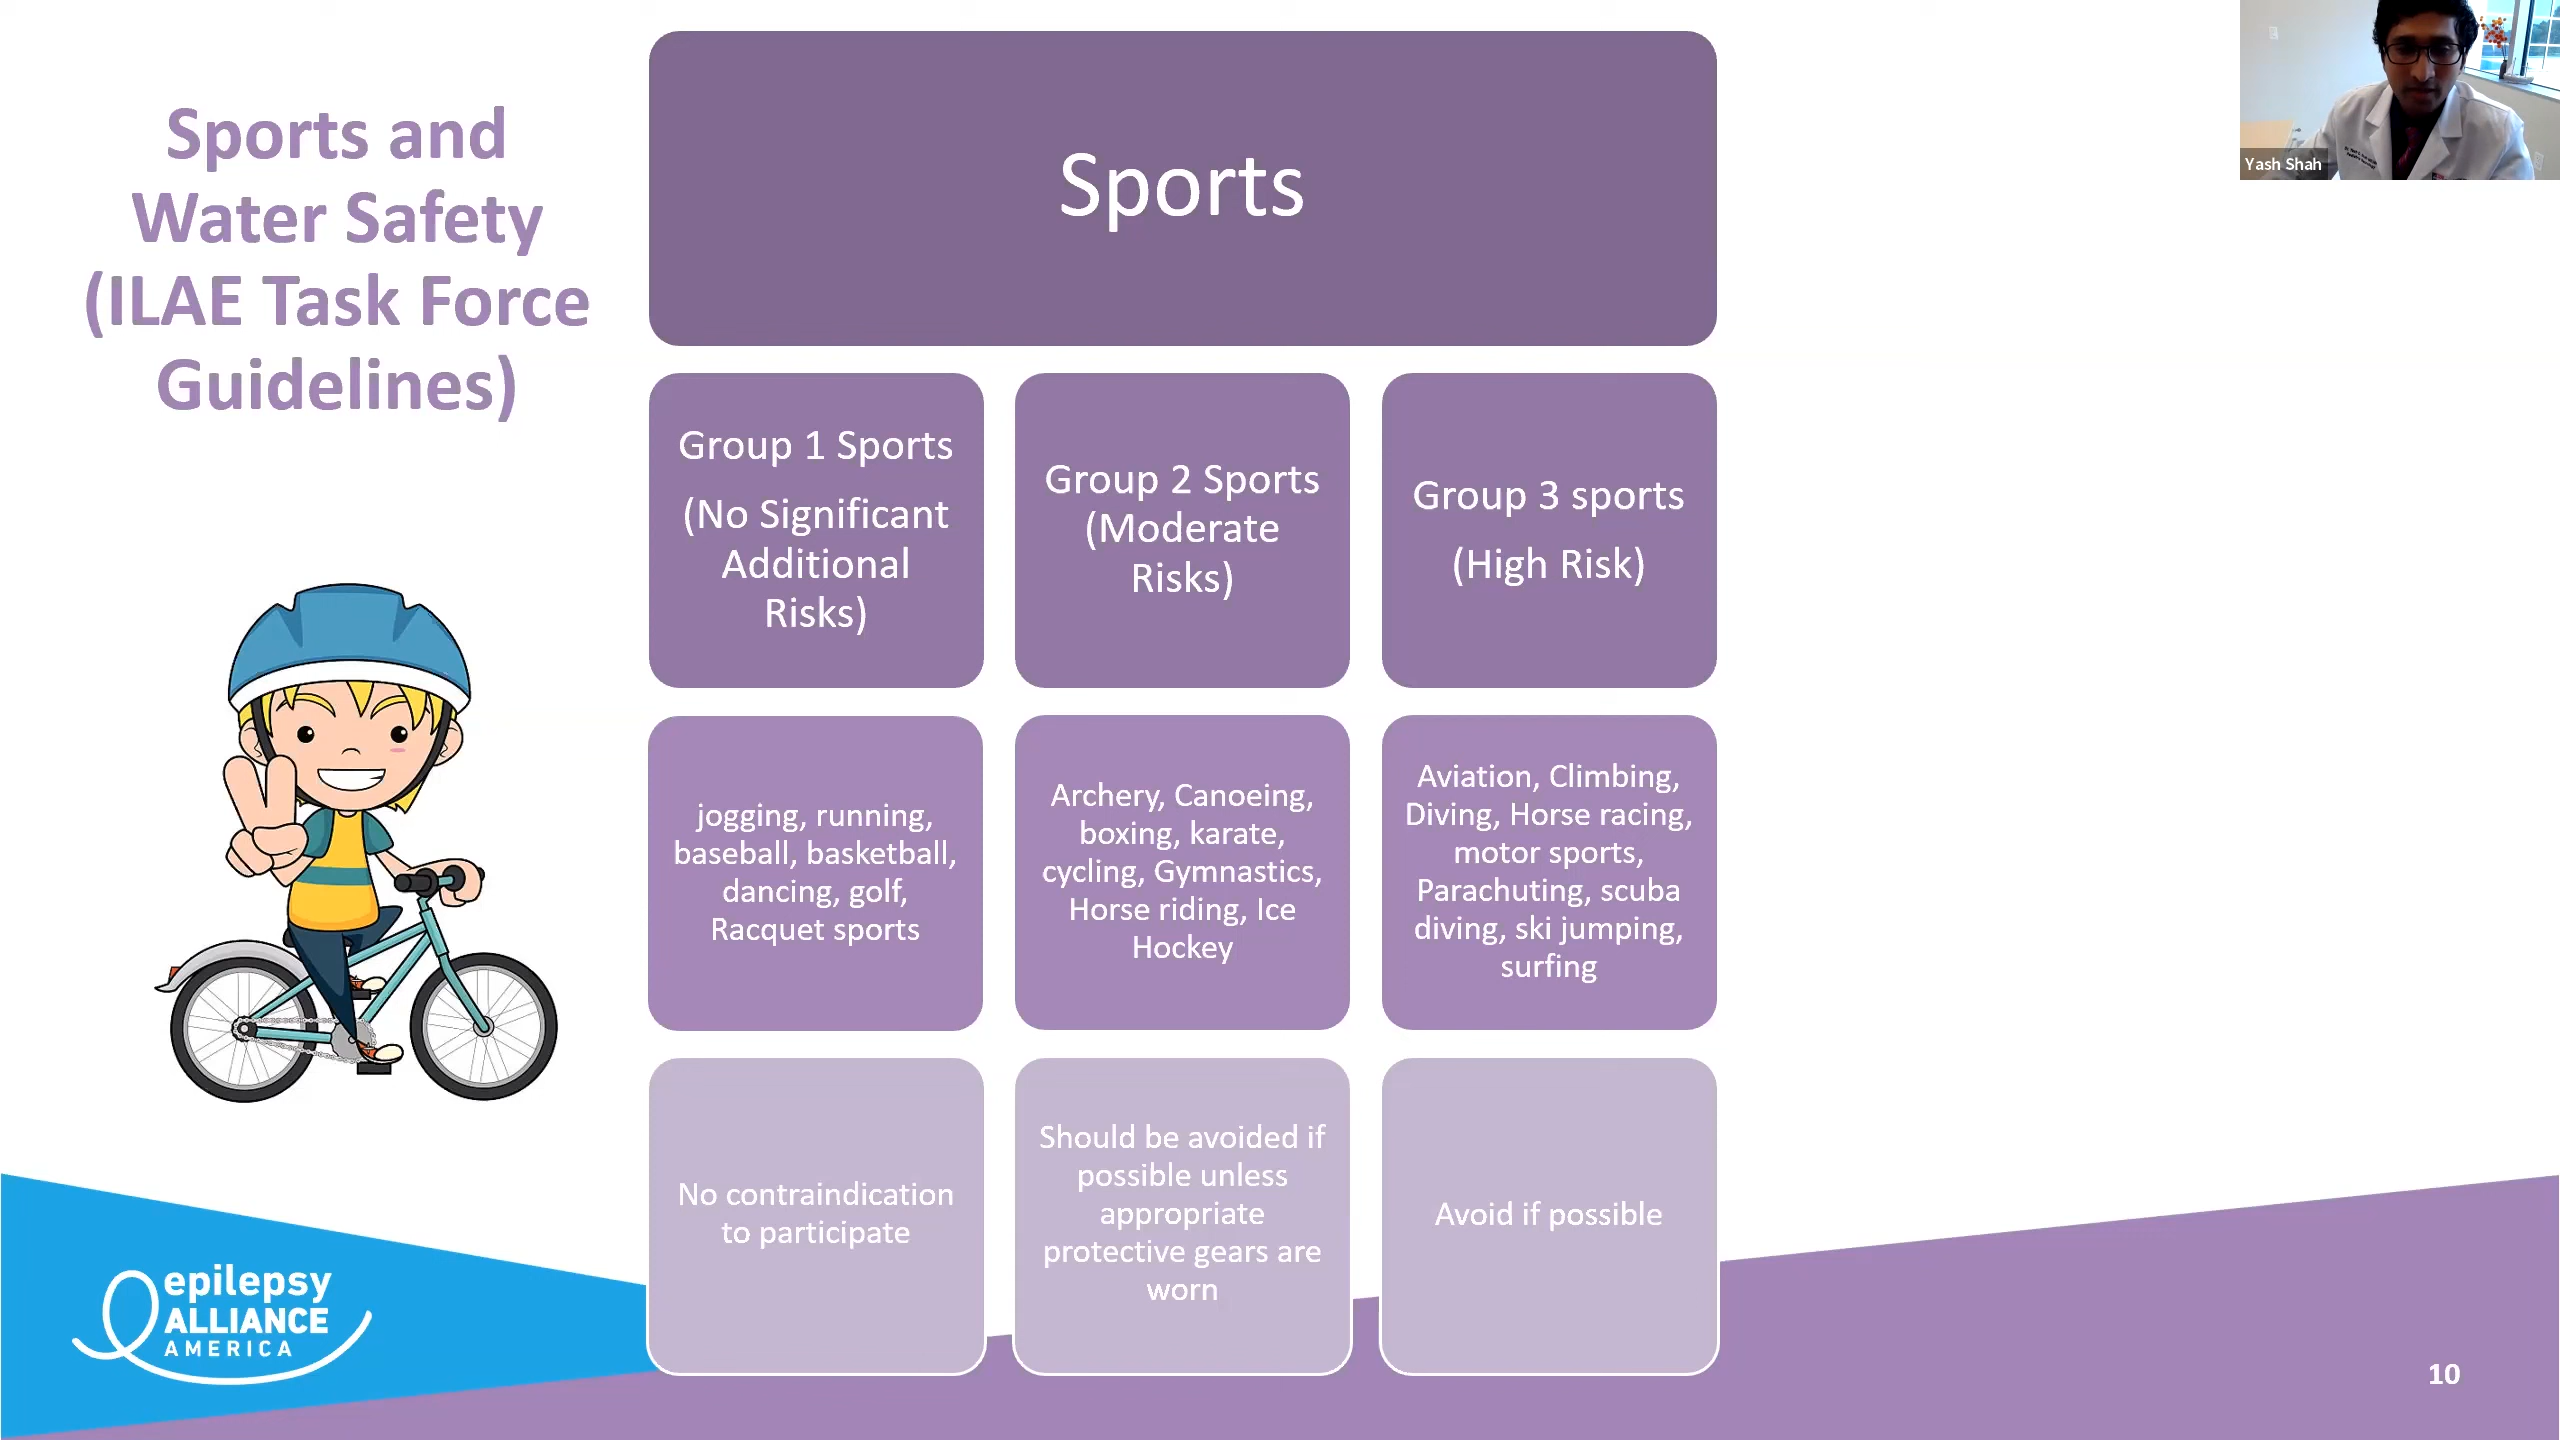 Sports and
Water Safety
(ILAE Task Force
Guidelines)
Sports
Group 1 Sports
(No Significant
Additional
Risks)
Group 2 Sports
(Moderate
Risks)
Group 3 sports
(High Risk)
jogging, running,
baseball, basketball,
dancing, golf,
Racquet sports
Archery, Canoeing,
boxing, karate,
cycling, Gymnastics,
Horse riding, Ice
Hockey
Aviation, Climbing,
Diving, Horse racing,
motor sports,
Parachuting, scuba
diving, ski jumping,
surfing
No contraindication
to participate
Should be avoided if
possible unless
appropriate
protective gears are
worn
Avoid if possible
epilepsy
ALLIANCE
AMERICA
10
Yash Shah